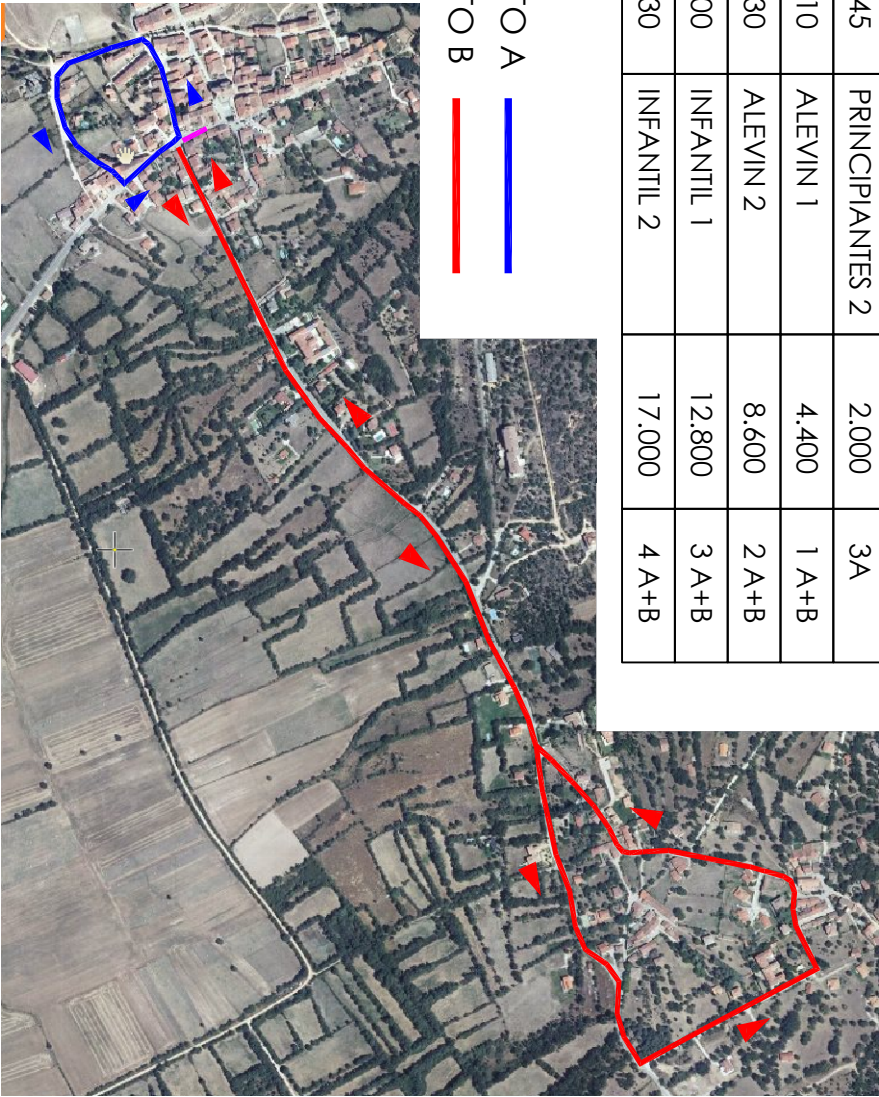 45 PRINCIPIANTES 2 2.000 3A
10 ALEVIN 1 4.400 1 A+B
30 ALEVIN 2 8.600 2 A+B
00 INFANTIL 1 12.800 3 A+B
30 INFANTIL 2 17.000 4 A+B
TO A
TO B